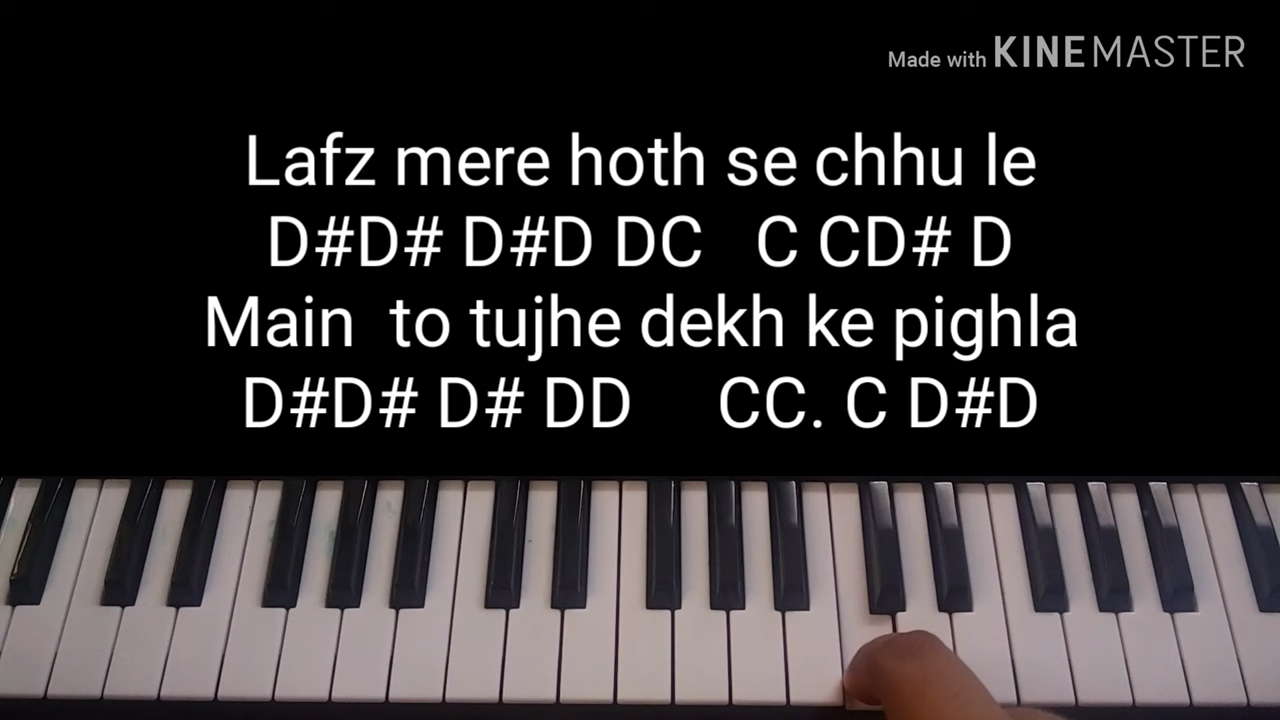 Made with KINEMASTER
Lafz mere hoth se chhu le
D#D# D#D DC C CD# D
Main to tujhe dekh ke pighla
D#D# D# DD CC. C D#D